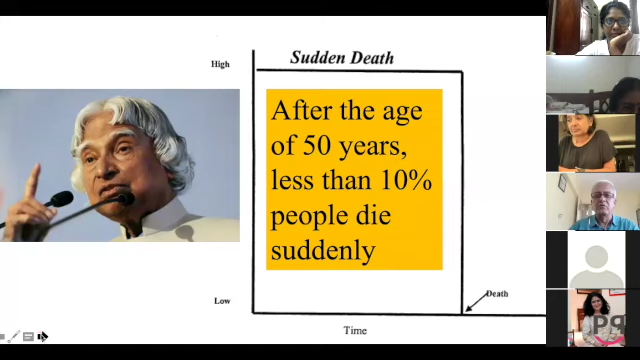 Sudden Death
High
After the age
of 50 years,
less than 10%
people die
suddenly
Death
Low
Time